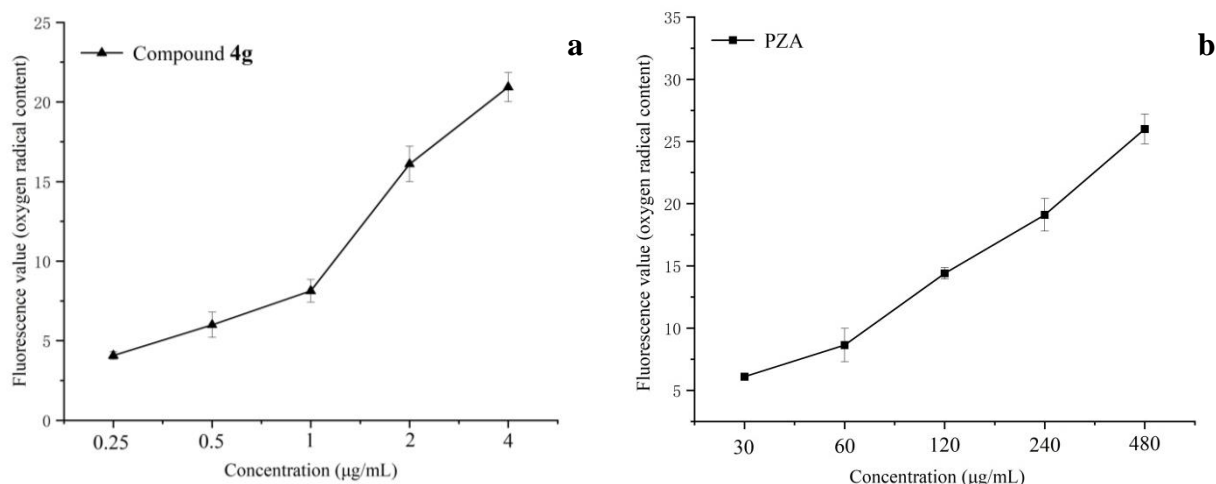 a
Compound 4g
Fluorescence value (oxygen radical content)
25
20
15
10
5
0
0.25 0.5 1 2 4
Concentration (μg/mL)
b
PZA
Fluorescence value (oxygen radical content)
35
30
25
20
15
10
5
30 60 120 240 480
Concentration (μg/mL)